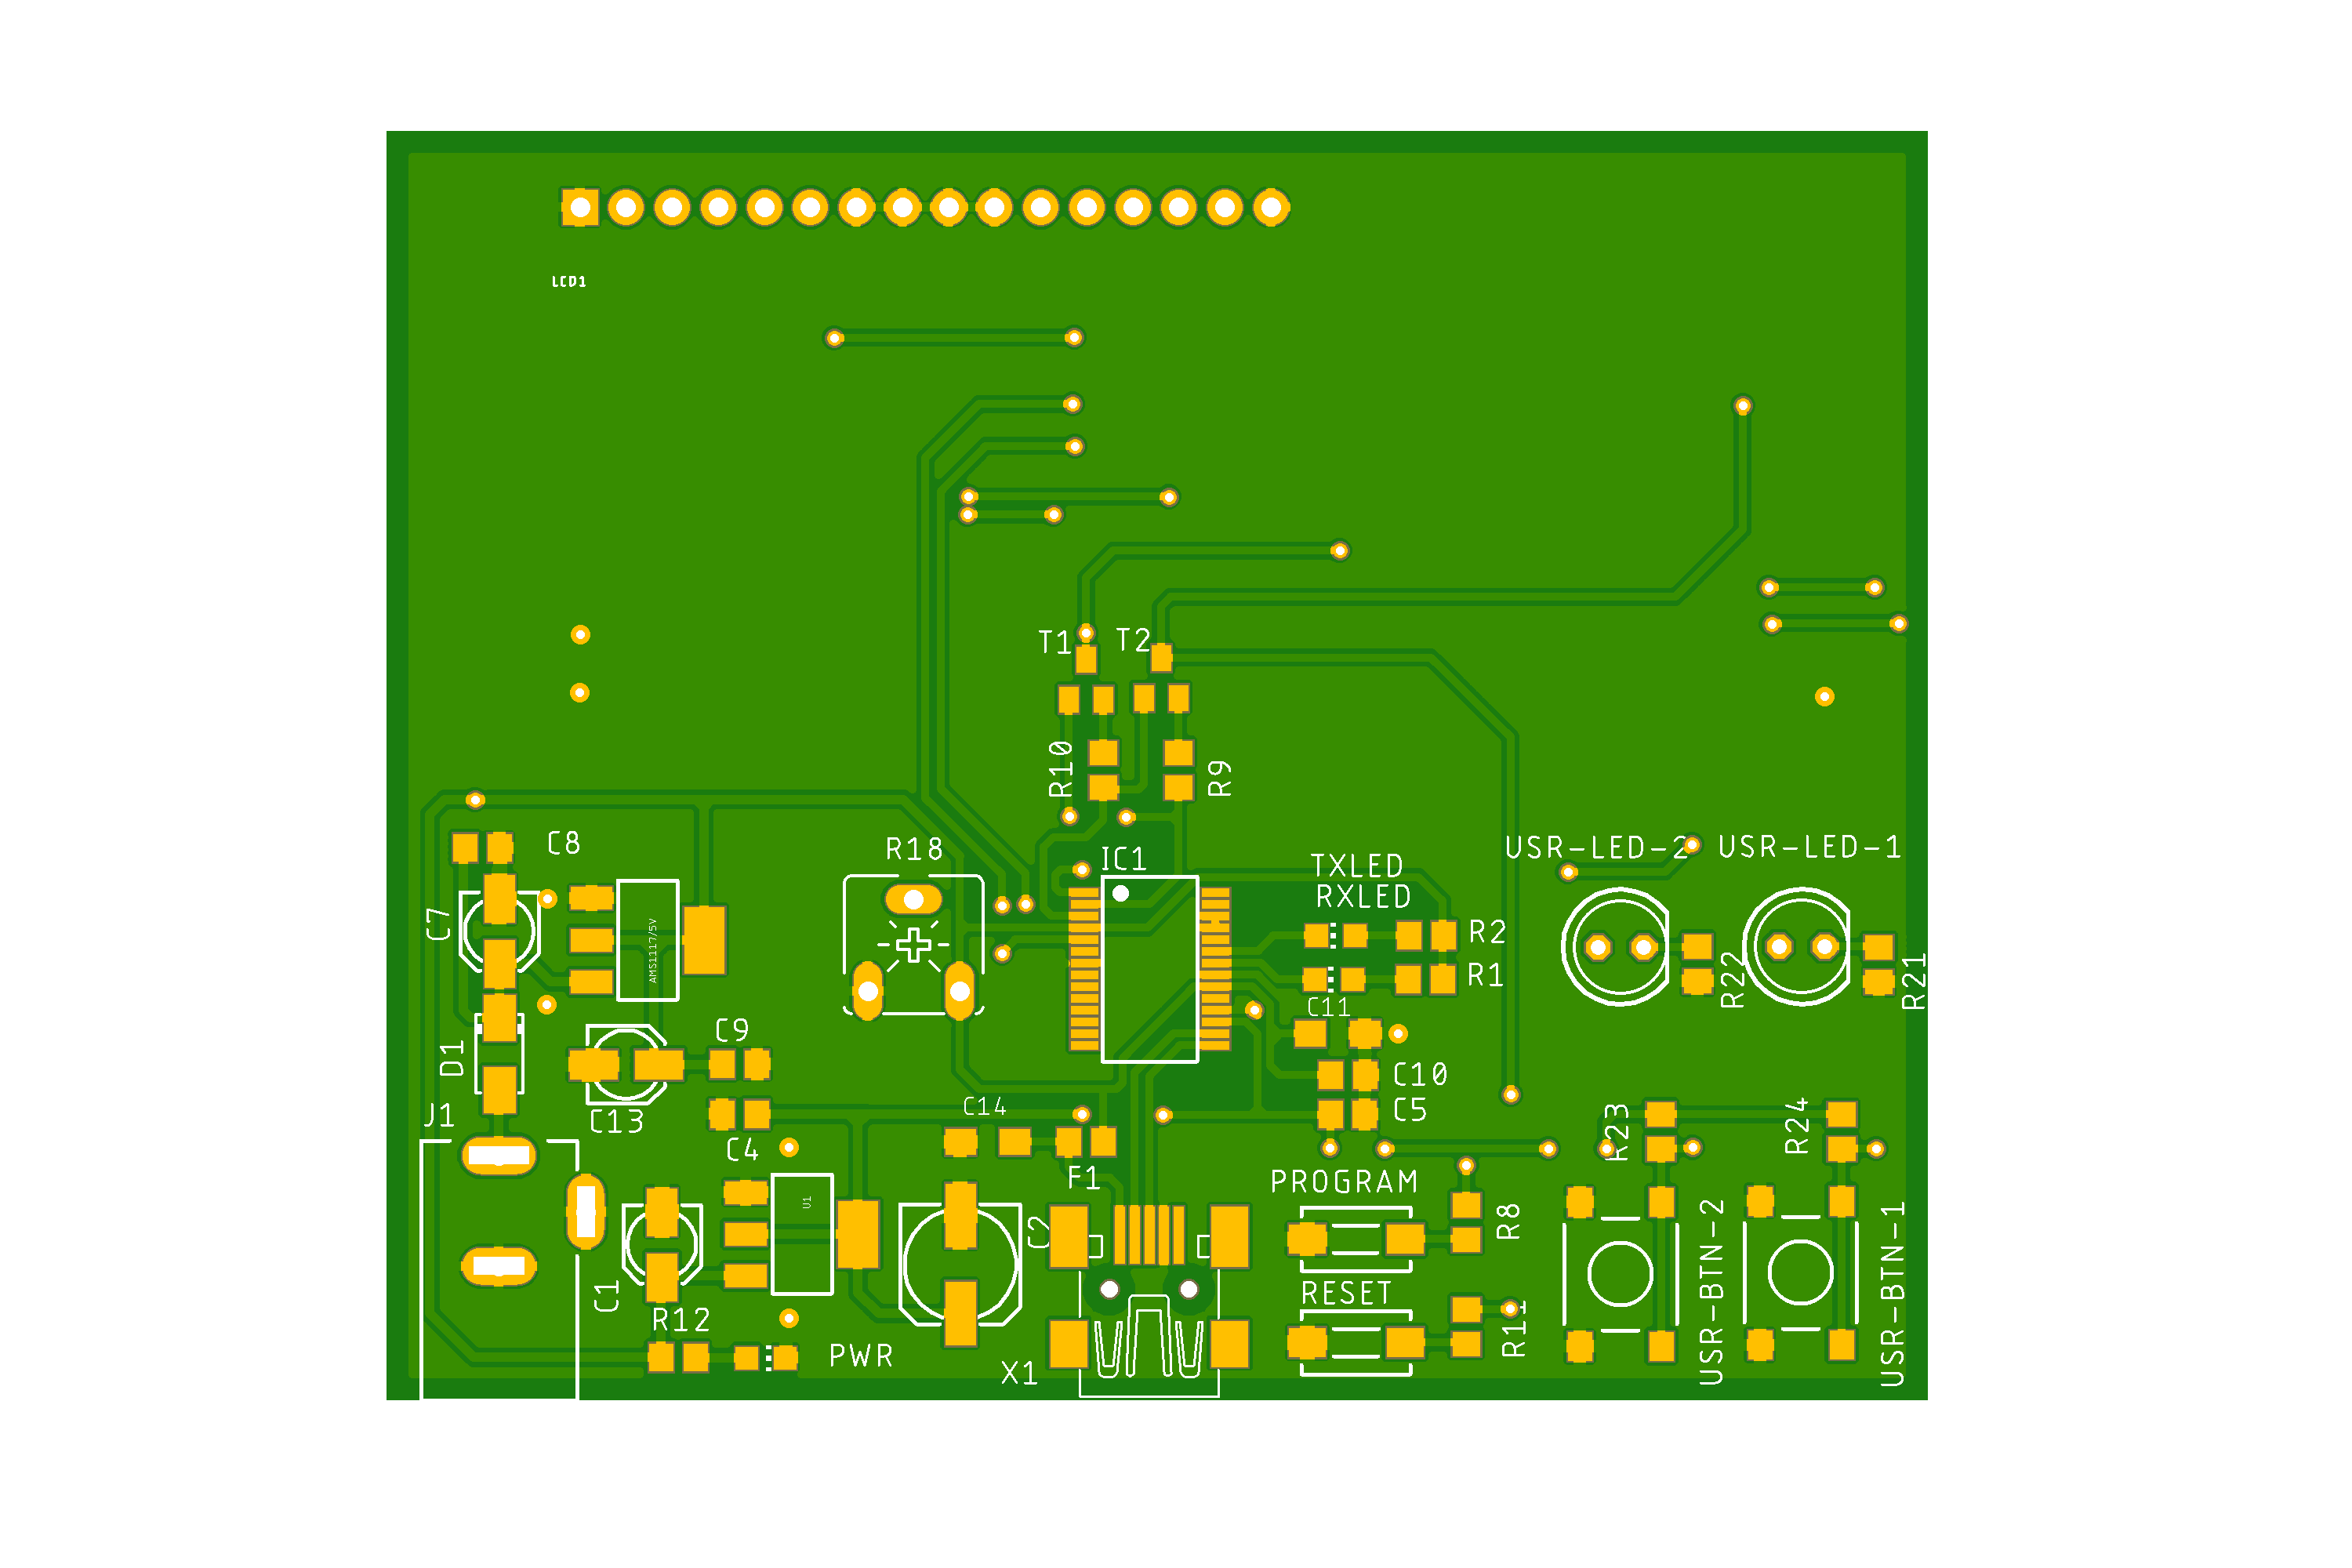 LCD1
T1
T2
R10
R9
C8
R18
IC1
TXLED
RXLED
USR-LED-2
USR-LED-1
C7
AMS1117/5V
R2
R1
R22
R21
C11
D1
C9
C10
J1
C13
C14
C5
R23
R24
C4
F1
PROGRAM
U1
C2
R8
USR-BTN-2
USR-BTN-1
C1
R12
RESET
R11
PWR
X1